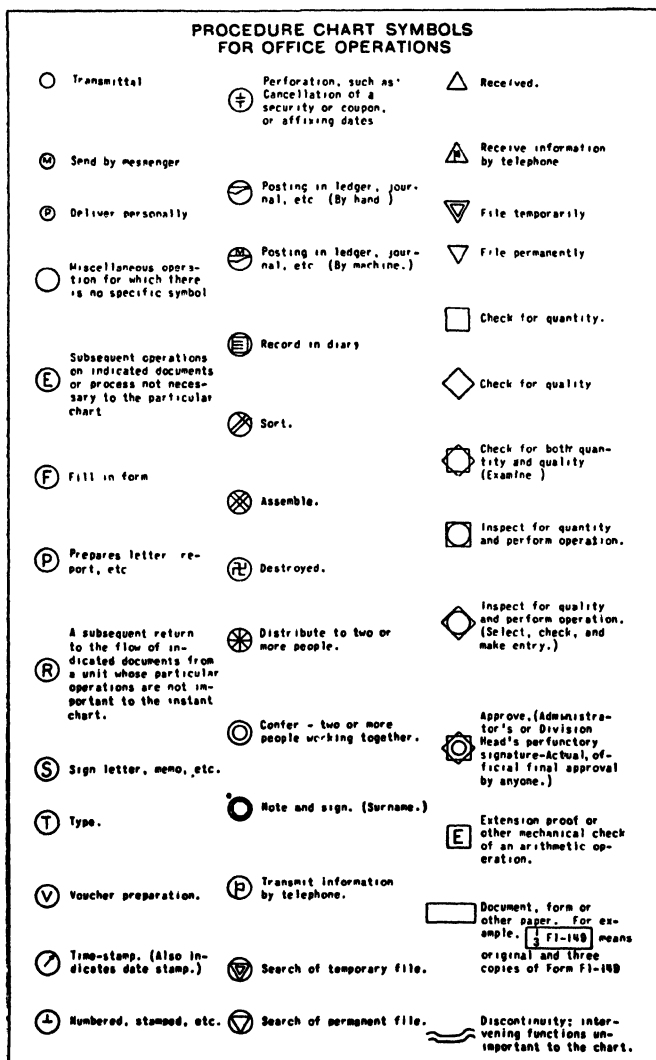 PROCEDURE CHART SYMBOLS
FOR OFFICE OPERATIONS
Transmittal
M
Send by messenger
P
Deliver personally
Miscellaneous opera-
tion for which there
is no specific symbol
E
Subsequent operations
on indicated documents
or process not neces-
sary to the particular
chart
F
Fill in form
P
Prepares letter re-
port, etc
R
A subsequent return
to the flow of in-
dicated documents from
a unit whose particular
operations are not im-
portant to the instant
chart.
S
Sign letter, memo, etc.
T
Type.
V
Voucher preparation.
Time-stamp. (Also in-
dicates date stamp.)
Numbered, stamped, etc.
Perforation, such as
Cancellation of a
security or coupon,
or affixing dates
Posting in ledger, jour-
nal, etc (By hand )
M
Posting in ledger, jour-
nal, etc (By machine.)
Record in diary
Sort.
Assemble.
Destroyed.
Distribute to two or
more people.
Confer - two or more
people working together.
Note and sign. (Surname.)
Transmit information
by telephone.
Search of temporary file.
Search of permanent file.
Received.
Receive information
by telephone
File temporarily
File permanently
Check for quantity.
Check for quality
Check for both quan-
tity and quality
(Examine )
Inspect for quantity
and perform operation.
Inspect for quality
and perform operation.
(Select, check, and
make entry.)
Approve.(Administra-
tor's or Division
Head's perfunctory
signature-Actual, of-
ficial final approval
by anyone.)
E
Extension proof or
other mechanical check
of an arithmetic op-
eration.
Document, form or
other paper. For ex-
ample. 1/3 FI-149 means
original and three
copies of Form FI-149
Discontinuity; inter-
vening functions un-
important to the chart.